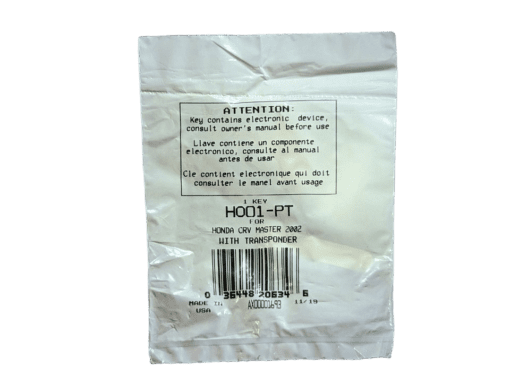 ATTENTION:
Key contains electronic device,
consult owner's manual before use
Llave contiene un componente
electronico, consulte al manual
antes de usar
Cle contient electronique qui doit
consulter le manel avant usage
1 KEY
HO01-PT
FOR
HONDA CRV MASTER 2002
WITH TRANSPONDER
0 36448 20634 6
MADE IN
USA
AX00001693
11/19